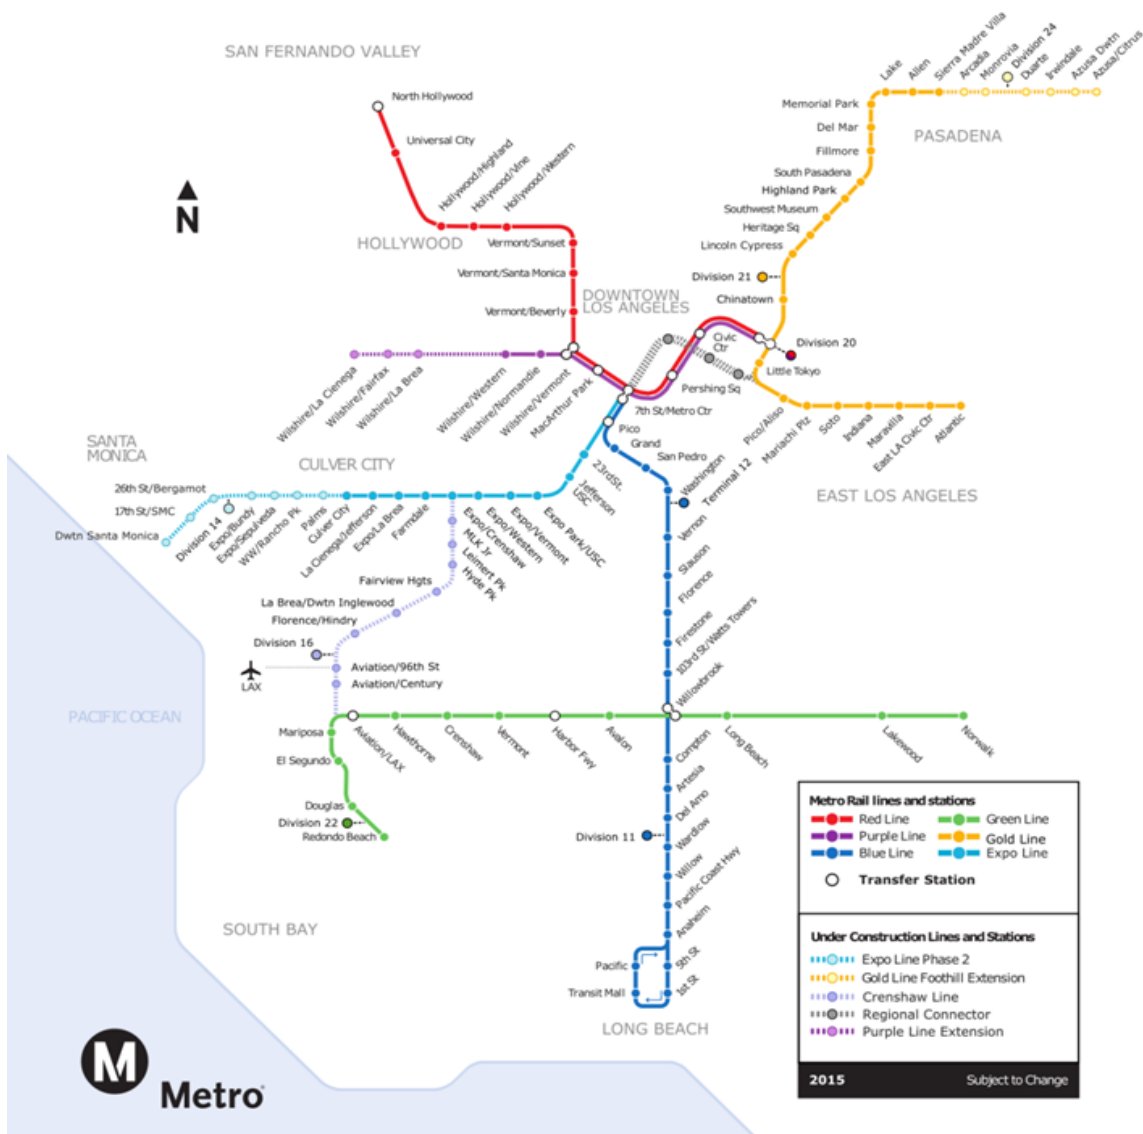 SAN FERNANDO VALLEY
North Hollywood
Universal City
Hollywood/Highland
Hollywood/Vine
Hollywood/Western
HOLLYWOOD
Vermont/Sunset
Vermont/Santa Monica
Vermont/Beverly
N
Lake
Allen
Sierra Madre Villa
Arcadia
Monrovia
Division 24
Duarte
Irwindale
Azusa Dwtn
Azusa/Citrus
Memorial Park
Del Mar
Fillmore
PASADENA
South Pasadena
Highland Park
Southwest Museum
Heritage Sq
Lincoln Cypress
Division 21
Chinatown
DOWNTOWN
LOS ANGELES
Civic
Ctr
Division 20
Little Tokyo
Pershing Sq
7th St/Metro Ctr
Wilshire/La Cienega
Wilshire/Fairfax
Wilshire/La Brea
Wilshire/Western
Wilshire/Normandie
Wilshire/Vermont
MacArthur Park
Pico/Aliso
Mariachi Plz
Soto
Indiana
Maravilla
East LA Civic Ctr
Atlantic
EAST LOS ANGELES
Pico
Grand
San Pedro
Washington
Terminal 12
23rdSt.
Jefferson
USC
SANTA
MONICA
CULVER CITY
26th St/Bergamot
17th St/SMC
Dwtn Santa Monica
Division 14
Expo/Bundy
Expo/Sepulveda
WW/Rancho Pk
Palms
Culver City
La Cienega/Jefferson
Expo/La Brea
Farmdale
Expo/Crenshaw
Expo/Western
Expo/Vermont
Expo Park/USC
MLK Jr
Leimert Pk
Hyde Pk
Fairview Hgts
La Brea/Dwtn Inglewood
Florence/Hindry
Division 16
LAX
Aviation/96th St
Aviation/Century
Vernon
Slauson
Florence
Firestone
103rd St/Watts Towers
Willowbrook
PACIFIC OCEAN
Mariposa
El Segundo
Douglas
Division 22
Redondo Beach
Aviation/LAX
Hawthorne
Crenshaw
Vermont
Harbor Fwy
Avalon
Long Beach
Lakewood
Norwalk
Compton
Artesia
Del Amo
Division 11
Wardlow
Willow
Pacific Coast Hwy
Anaheim
Pacific
5th St
Transit Mall
1st St
SOUTH BAY
LONG BEACH
Metro Rail lines and stations
Red Line
Green Line
Purple Line
Gold Line
Blue Line
Expo Line
Transfer Station
Under Construction Lines and Stations
Expo Line Phase 2
Gold Line Foothill Extension
Crenshaw Line
Regional Connector
Purple Line Extension
2015
Subject to Change
M
Metro